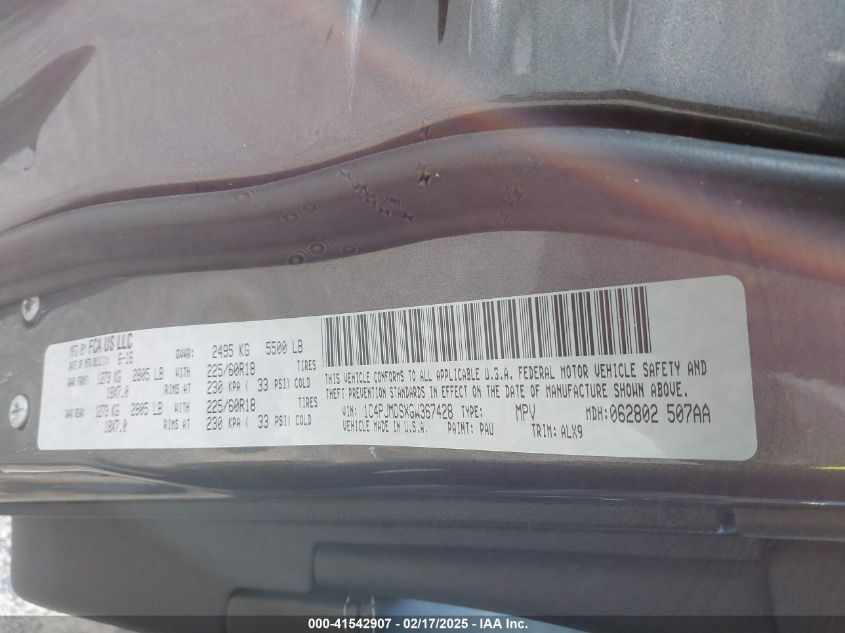 MFG BY FCA US LLC
DATE OF MFR: 6-16 GVWR: 2495 KG 5500 LB
GAWR FRONT: 1273 KG 2805 LB WITH 225/60R18 TIRES
18X7.0 RIMS AT 230 KPA ( 33 PSI) COLD
GAWR REAR: 1273 KG 2805 LB WITH 225/60R18 TIRES
18X7.0 RIMS AT 230 KPA ( 33 PSI) COLD
THIS VEHICLE CONFORMS TO ALL APPLICABLE U.S.A. FEDERAL MOTOR VEHICLE SAFETY AND
THEFT PREVENTION STANDARDS IN EFFECT ON THE DATE OF MANUFACTURE SHOWN ABOVE.
VIN: 1C4PJMDSXGW367428 TYPE: MPV MDH: 062802 507AA
VEHICLE MADE IN U.S.A. PAINT: PAU TRIM: ALX9
000-41542907 - 02/17/2025 - IAA Inc.